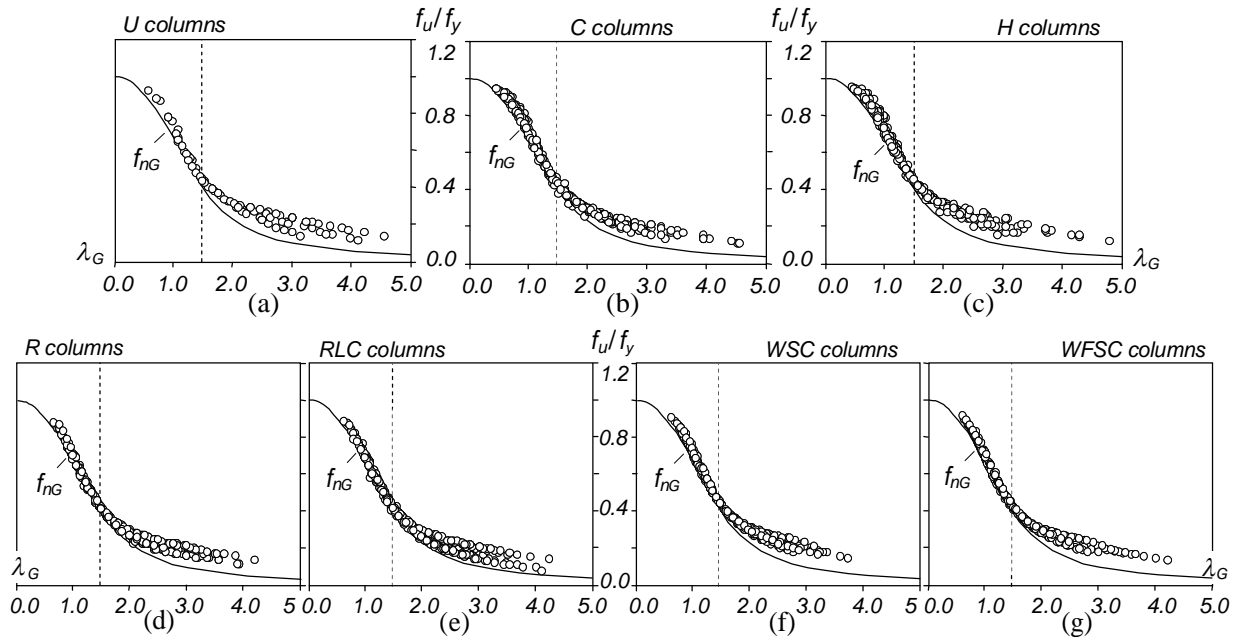 U columns
f_u/f_y
C columns
f_u/f_y
H columns
1.2
1.2
0.8
0.8
f_nG
f_nG
f_nG
0.4
0.4
λ_G
0.0
0.0
λ_G
0.0 1.0 2.0 3.0 4.0 5.0
0.0 1.0 2.0 3.0 4.0 5.0
0.0 1.0 2.0 3.0 4.0 5.0
(a)
(b)
(c)
R columns
RLC columns
f_u/f_y
WSC columns
WFSC columns
1.2
0.8
f_nG
f_nG
f_nG
f_nG
0.4
λ_G
0.0
λ_G
0.0 1.0 2.0 3.0 4.0 5.0
0.0 1.0 2.0 3.0 4.0 5.0
0.0 1.0 2.0 3.0 4.0 5.0
0.0 1.0 2.0 3.0 4.0 5.0
(d)
(e)
(f)
(g)